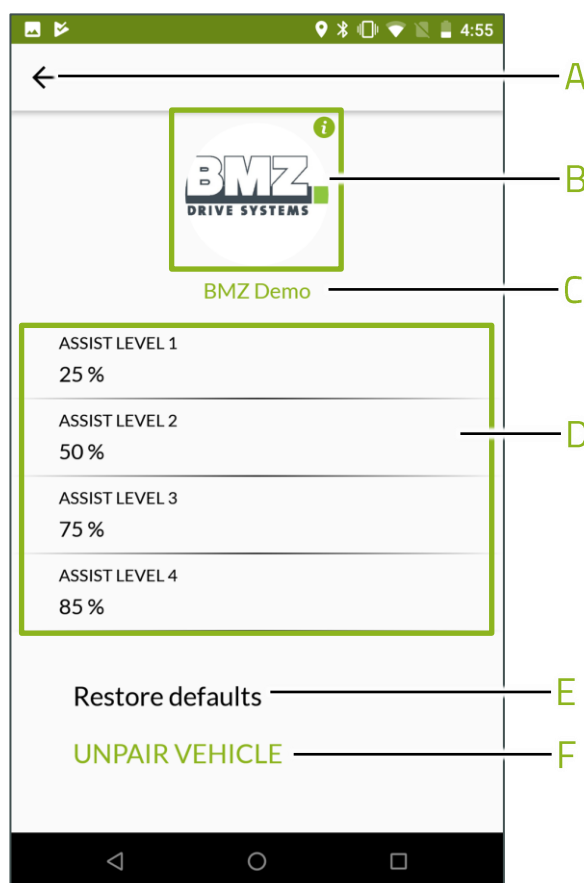 4:55
A
i
BMZ
DRIVE SYSTEMS
B
BMZ Demo
C
ASSIST LEVEL 1
25 %
ASSIST LEVEL 2
50 %
D
ASSIST LEVEL 3
75 %
ASSIST LEVEL 4
85 %
Restore defaults
E
UNPAIR VEHICLE
F